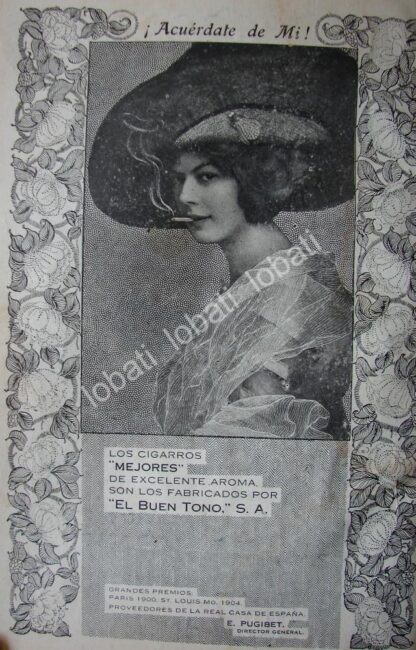 ¡Acuérdate de Mi!
lobati lobati lobati
LOS CIGARROS
"MEJORES"
DE EXCELENTE AROMA,
SON LOS FABRICADOS POR
"EL BUEN TONO," S. A.
GRANDES PREMIOS:
PARIS 1900, ST. LOUIS MO. 1904.
PROVEEDORES DE LA REAL CASA DE ESPAÑA.
E. PUGIBET.
DIRECTOR GENERAL.